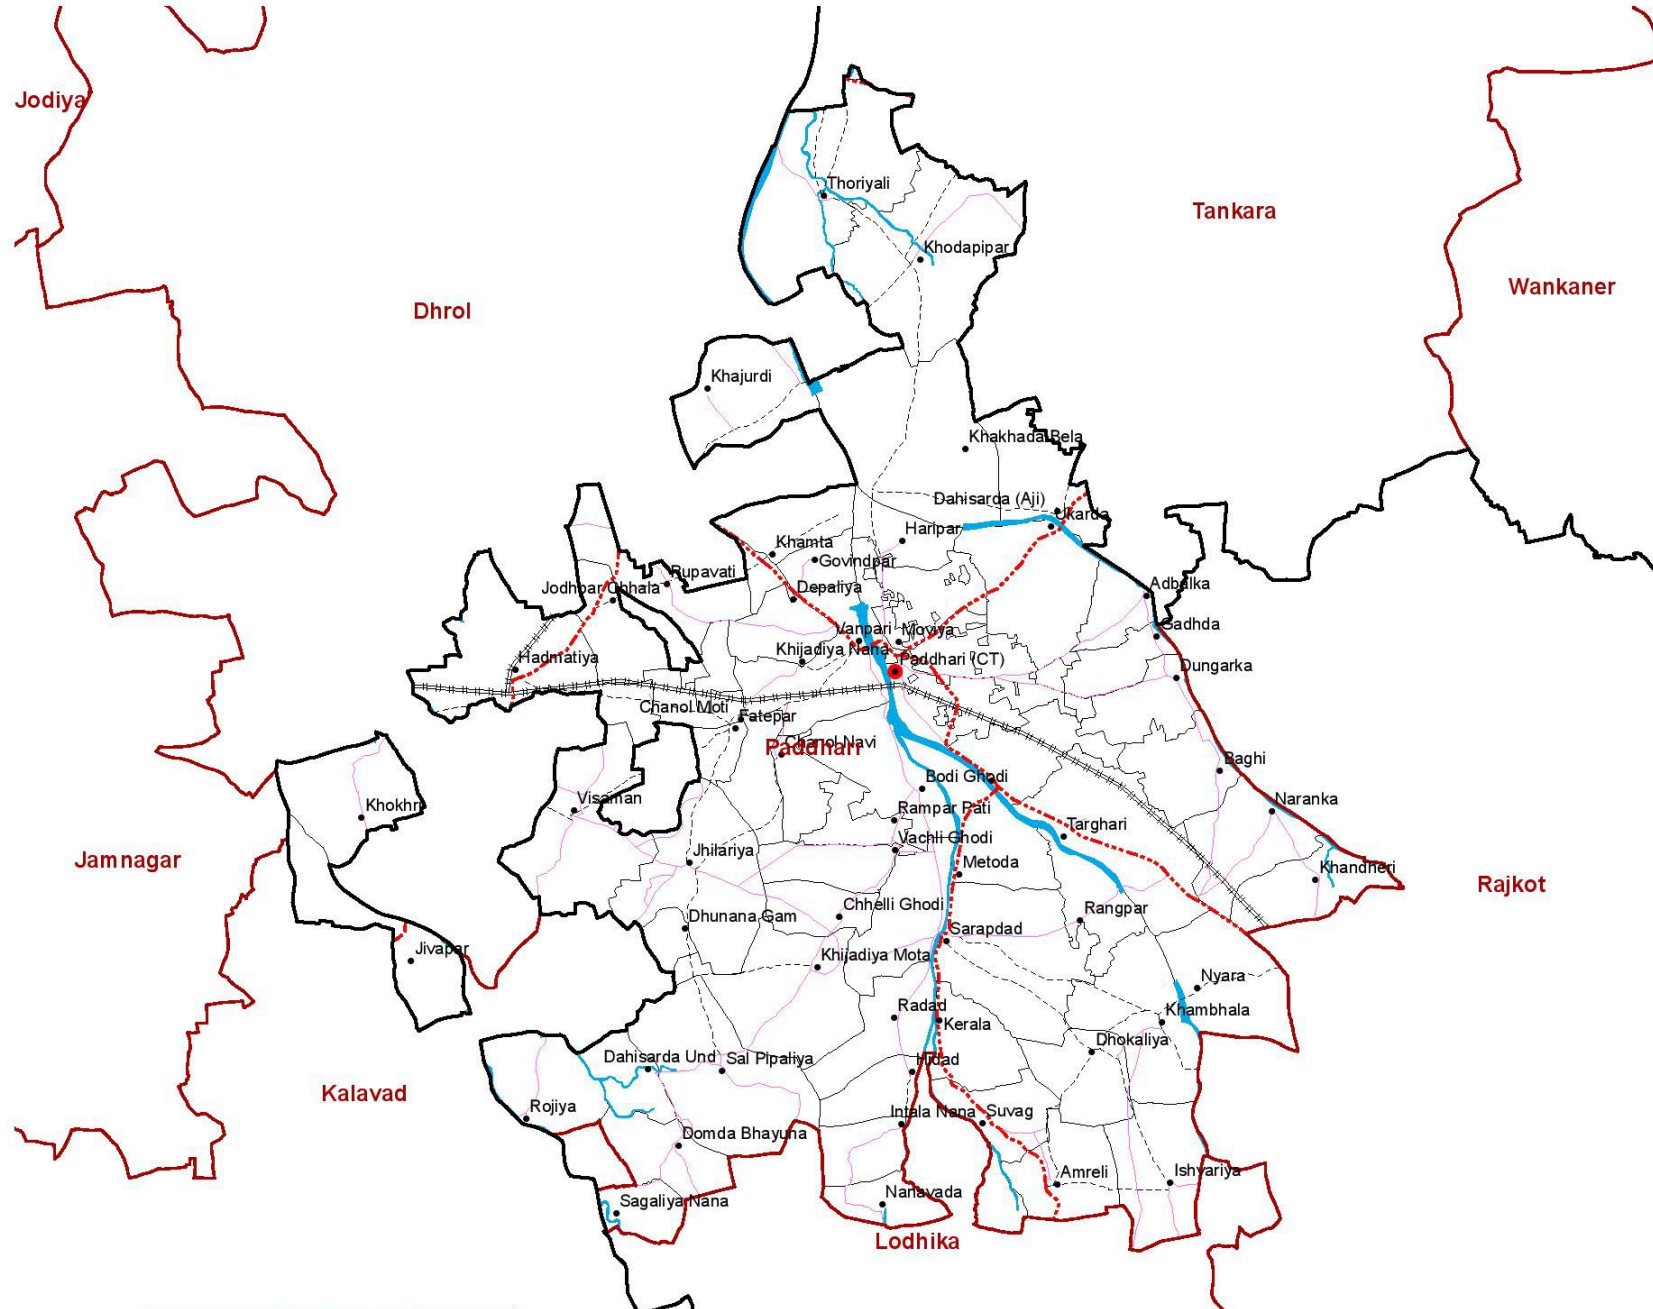 Jodiya
Thoriyali
Tankara
Khodapipar
Wankaner
Dhrol
Khajurdi
Khakhada Bela
Dahisarda (Aji)
Ukarda
Haripar
Khamta
Govindpar
Rupavati
Jodhpar Chhala
Depaliya
Adbalka
Vanpari
Moviya
Gadhda
Khijadiya Nana
Hadmatiya
Paddhari (CT)
Dungarka
Chanol Moti
Fatepar
Chanol Navi
Paddhari
Baghi
Bodi Ghodi
Visaman
Khokhri
Naranka
Rampar Pati
Targhari
Vachli Ghodi
Jhilariya
Jamnagar
Metoda
Khandheri
Rajkot
Chhelli Ghodi
Rangpar
Dhunana Gam
Sarapdad
Jivapar
Khijadiya Mota
Nyara
Radad
Khambhala
Kerala
Dhokaliya
Dahisarda Und
Sal Pipaliya
Hidad
Kalavad
Rojiya
Intala Nana
Suvag
Domda Bhayuna
Amreli
Ishvariya
Sagaliya Nana
Nanavada
Lodhika